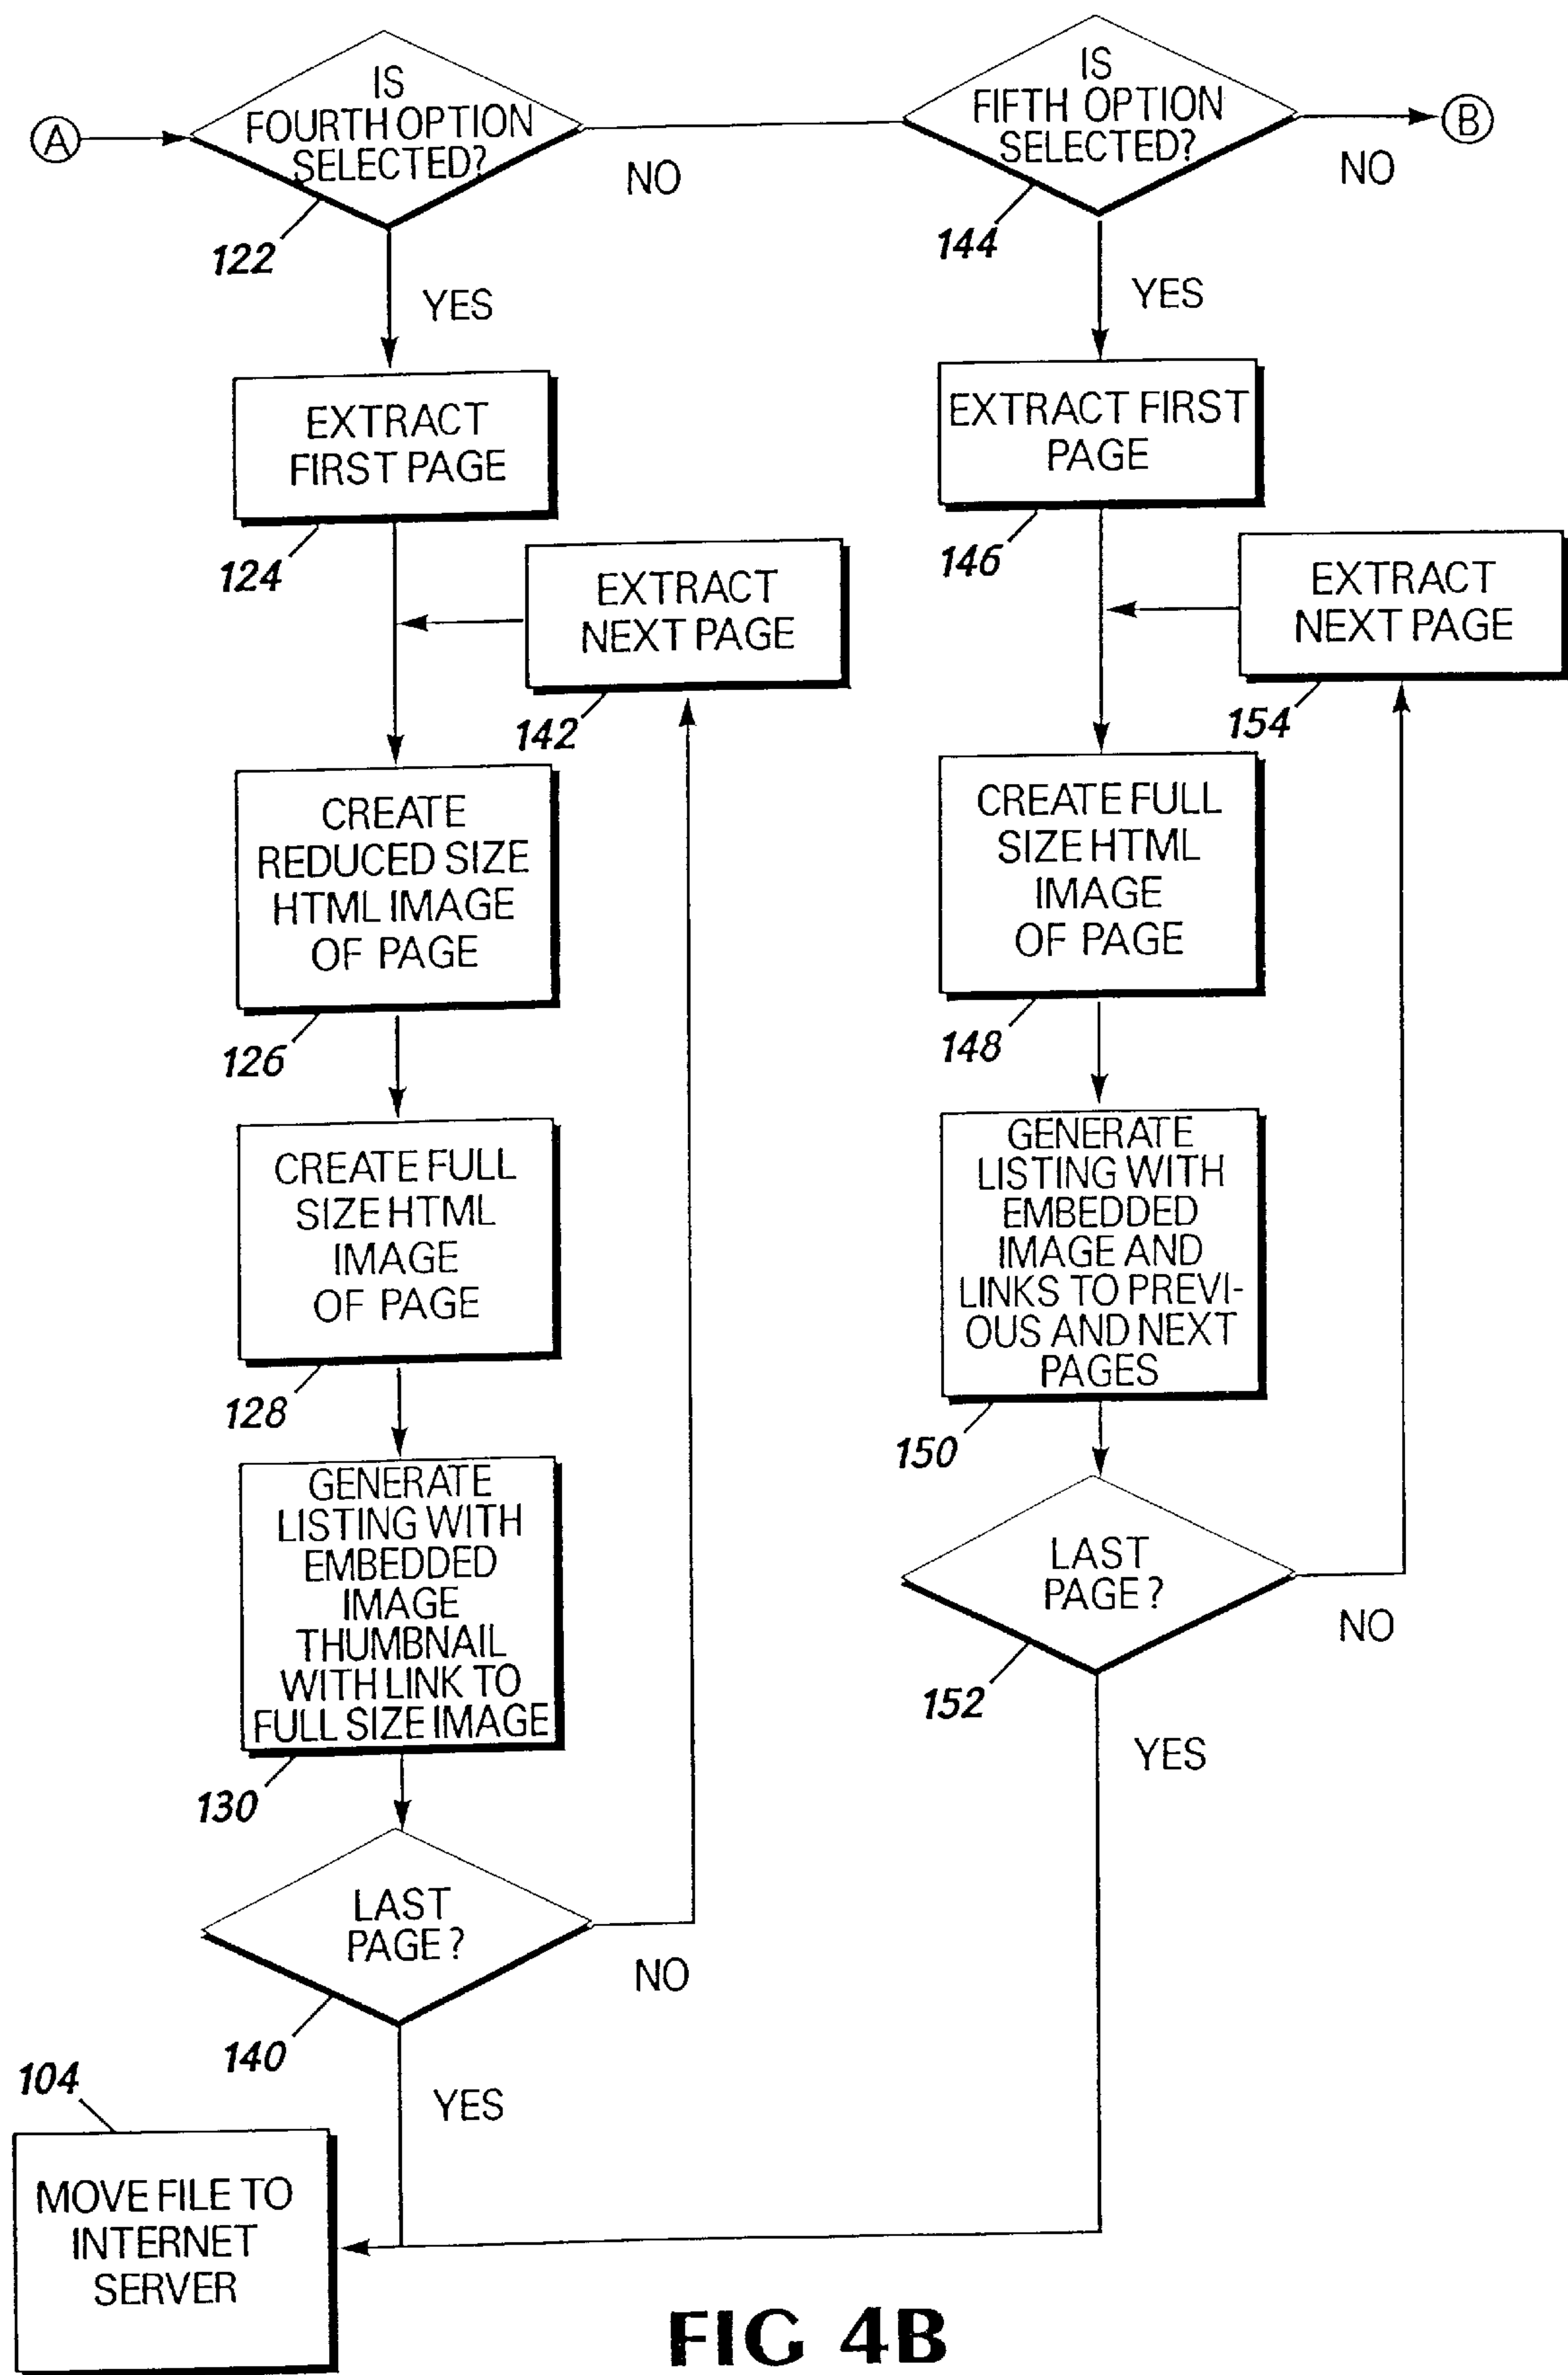 A
IS
FOURTH OPTION
SELECTED?
NO
122
YES
IS
FIFTH OPTION
SELECTED?
NO
B
144
YES
EXTRACT
FIRST PAGE
124
EXTRACT
NEXT PAGE
142
CREATE
REDUCED SIZE
HTML IMAGE
OF PAGE
126
CREATE FULL
SIZE HTML
IMAGE
OF PAGE
128
GENERATE
LISTING WITH
EMBEDDED
IMAGE
THUMBNAIL
WITH LINK TO
FULL SIZE IMAGE
130
LAST
PAGE?
NO
140
YES
EXTRACT FIRST
PAGE
146
EXTRACT
NEXT PAGE
154
CREATE FULL
SIZE HTML
IMAGE
OF PAGE
148
GENERATE
LISTING WITH
EMBEDDED
IMAGE AND
LINKS TO PREVI-
OUS AND NEXT
PAGES
150
LAST
PAGE?
NO
152
YES
104
MOVE FILE TO
INTERNET
SERVER
FIG 4B